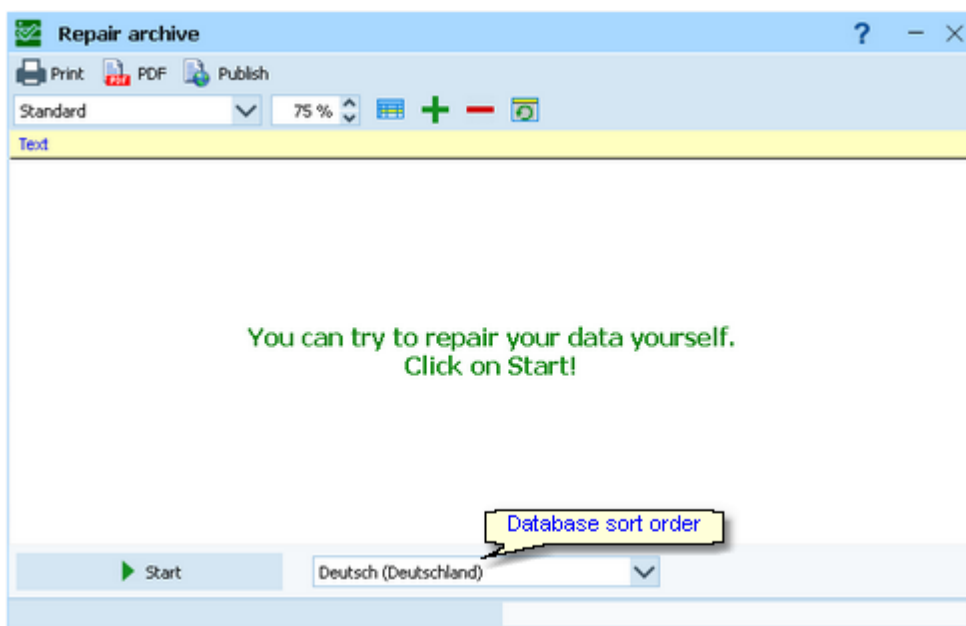 Repair archive
Print PDF Publish
Standard 75 %
Text
You can try to repair your data yourself.
Click on Start!
Database sort order
Start Deutsch (Deutschland)